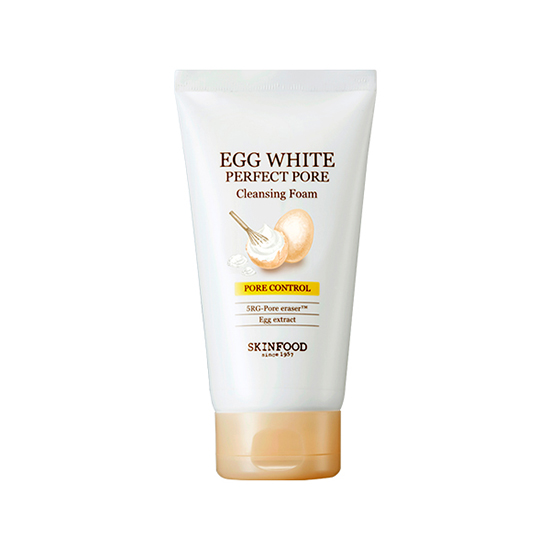 EGG WHITE
PERFECT PORE
Cleansing Foam
PORE CONTROL
5RG-Pore eraser™
Egg extract
SKINFOOD
since 1957